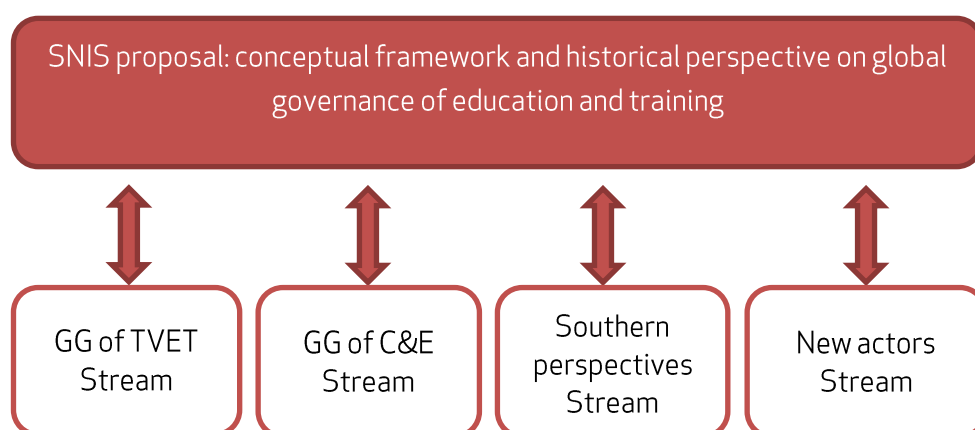 SNIS proposal: conceptual framework and historical perspective on global
governance of education and training
GG of TVET
Stream
GG of C&E
Stream
Southern
perspectives
Stream
New actors
Stream